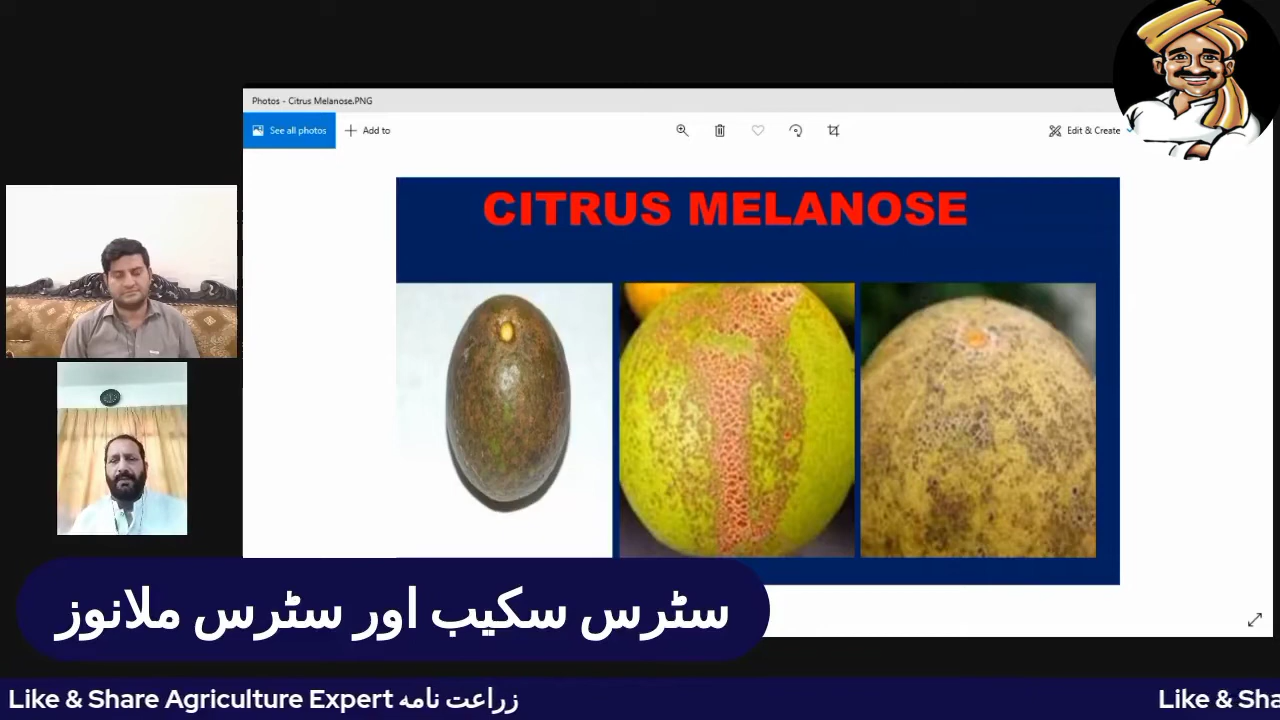 Photos - Citrus Melanose.PNG
See all photos
Add to
Edit & Create
CITRUS MELANOSE
سٹرس سکیب اور سٹرس ملانوز
Like & Share Agriculture Expert زراعت نامہ
Like & Sha